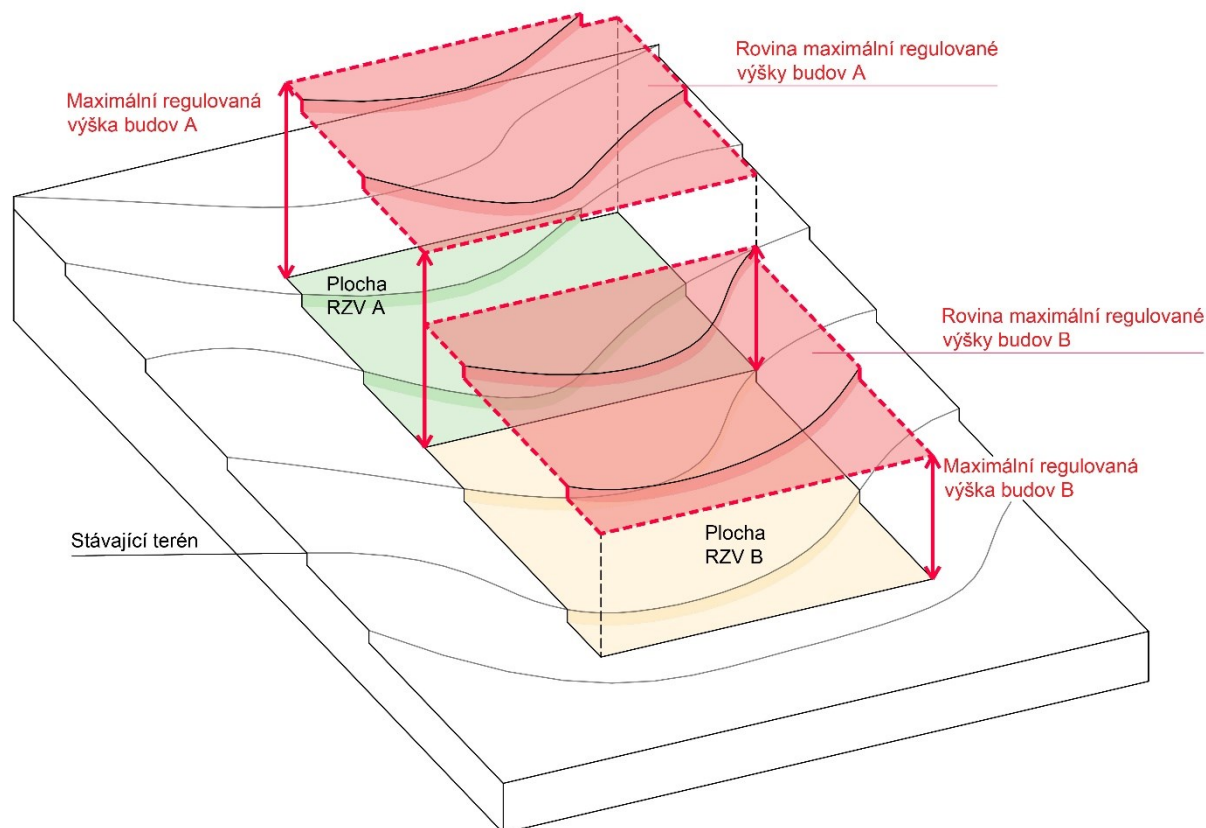 Rovina maximální regulované
výšky budov A
Maximální regulovaná
výška budov A
Plocha
RZV A
Rovina maximální regulované
výšky budov B
Maximální regulovaná
výška budov B
Plocha
RZV B
Stávající terén